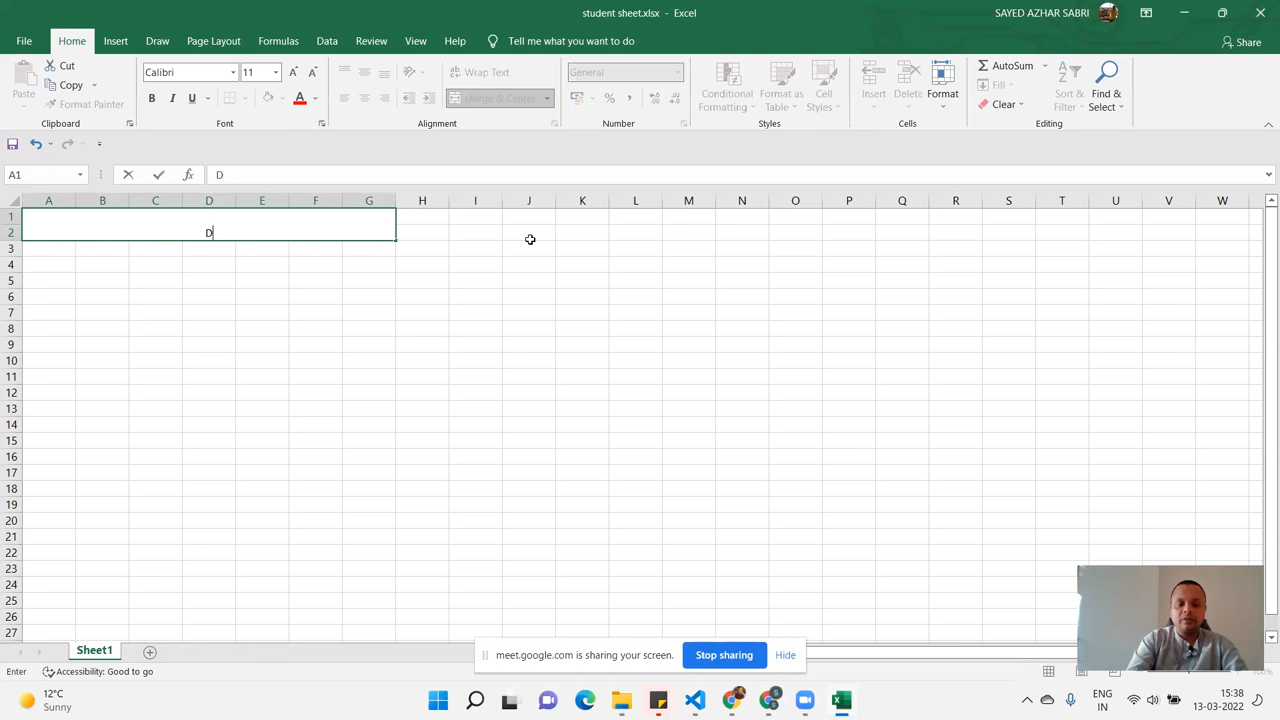 student sheet.xlsx - Excel
SAYED AZHAR SABRI
File Home Insert Draw Page Layout Formulas Data Review View Help Tell me what you want to do Share
Paste
Cut
Copy
Format Painter
Clipboard
Calibri 11 A A
B I U A
Font
Wrap Text
Merge & Center
Alignment
General
%
Number
Conditional Formatting
Format as Table
Cell Styles
Styles
Insert Delete Format
Cells
AutoSum
Fill
Clear
Sort & Filter
Find & Select
Editing
A1 fx D
A B C D E F G H I J K L M N O P Q R S T U V W
1
2 D
3
4
5
6
7
8
9
10
11
12
13
14
15
16
17
18
19
20
21
22
23
24
25
26
27
Sheet1
meet.google.com is sharing your screen. Stop sharing Hide
Enter Accessibility: Good to go 100%
12°C
Sunny
ENG
IN
15:38
13-03-2022